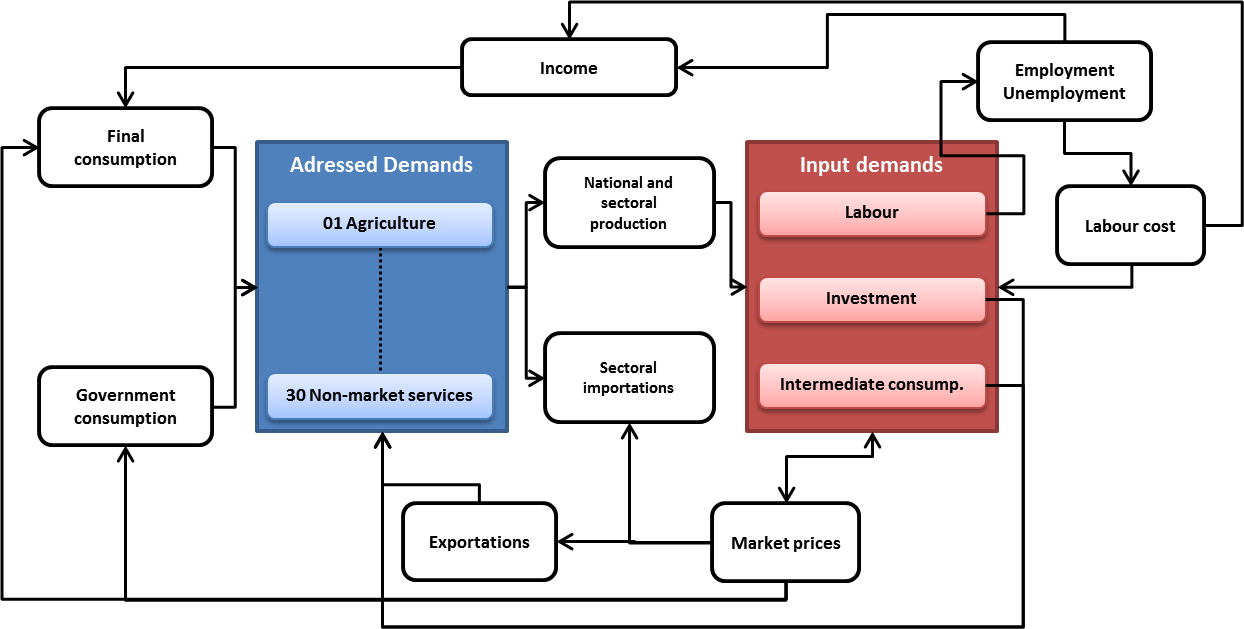 Income
Employment
Unemployment
Final
consumption
Adressed Demands
01 Agriculture
30 Non-market services
National and
sectoral
production
Input demands
Labour
Investment
Intermediate consump.
Labour cost
Government
consumption
Sectoral
importations
Exportations
Market prices